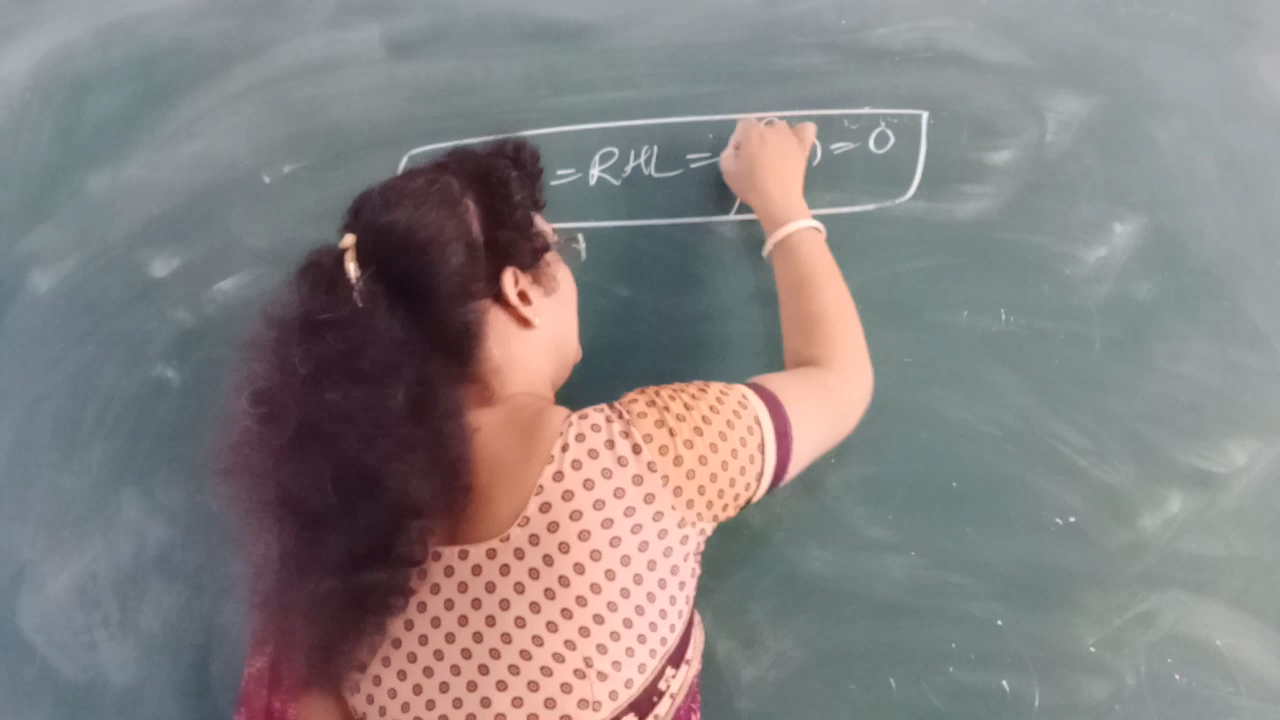 = RHL = ) = 0